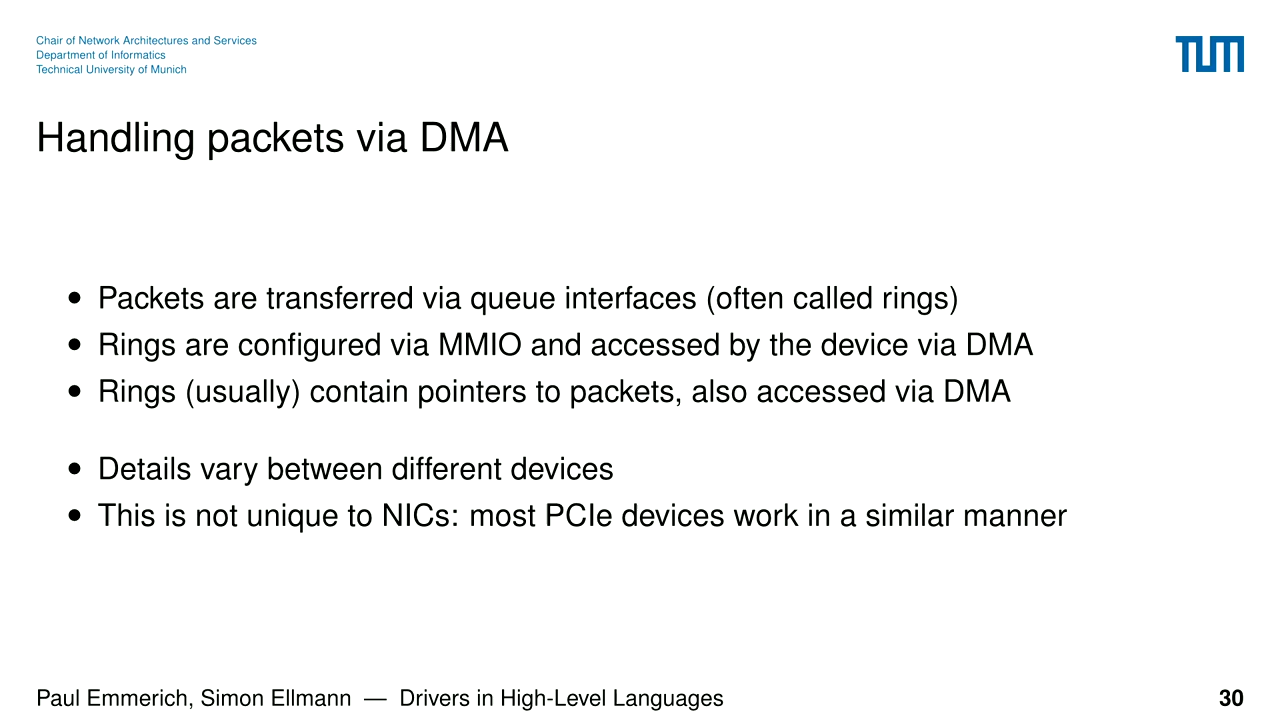 Chair of Network Architectures and Services
Department of Informatics
Technical University of Munich
TUM
Handling packets via DMA
• Packets are transferred via queue interfaces (often called rings)
• Rings are configured via MMIO and accessed by the device via DMA
• Rings (usually) contain pointers to packets, also accessed via DMA
• Details vary between different devices
• This is not unique to NICs: most PCIe devices work in a similar manner
Paul Emmerich, Simon Ellmann — Drivers in High-Level Languages 30